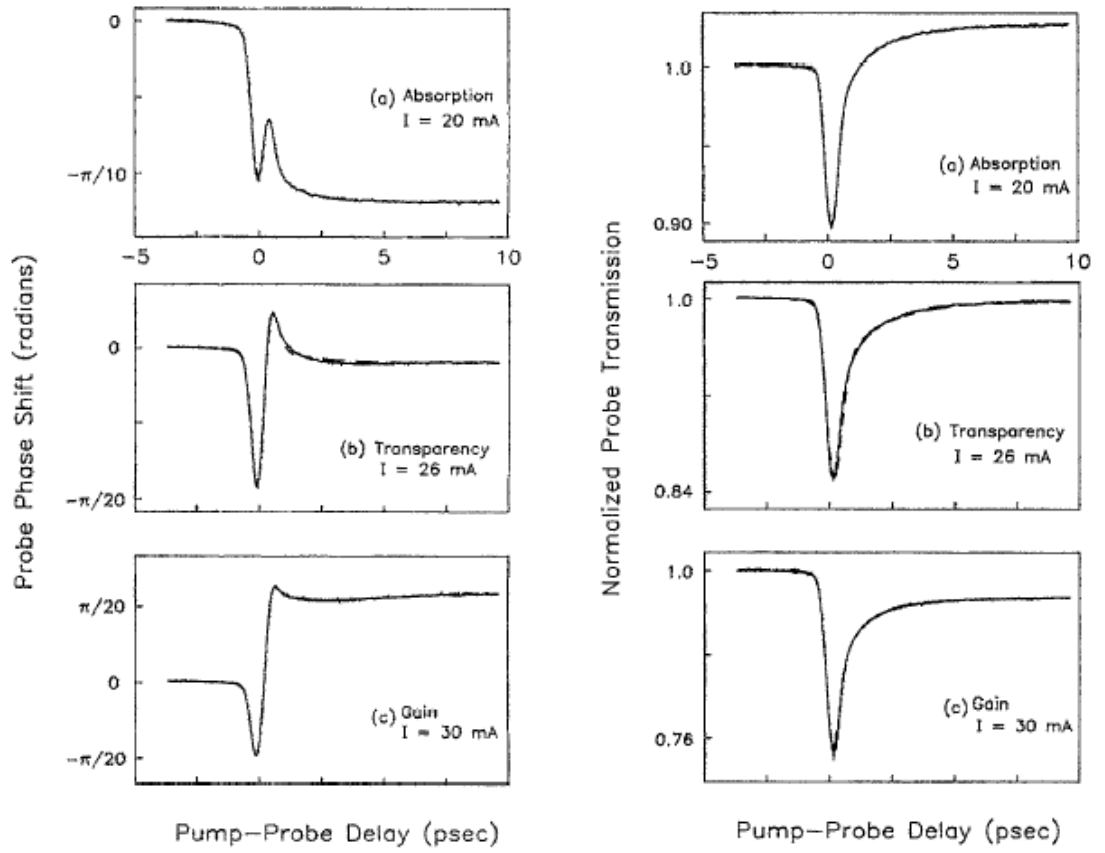 0
-π/10
(a) Absorption
I = 20 mA
-5
0
5
10
0
-π/20
(b) Transparency
I = 26 mA
π/20
0
-π/20
(c) Gain
I = 30 mA
Probe Phase Shift (radians)
Pump-Probe Delay (psec)
1.0
0.90
(a) Absorption
I = 20 mA
-5
0
5
10
1.0
0.84
(b) Transparency
I = 26 mA
1.0
0.76
(c) Gain
I = 30 mA
Normalized Probe Transmission
Pump-Probe Delay (psec)